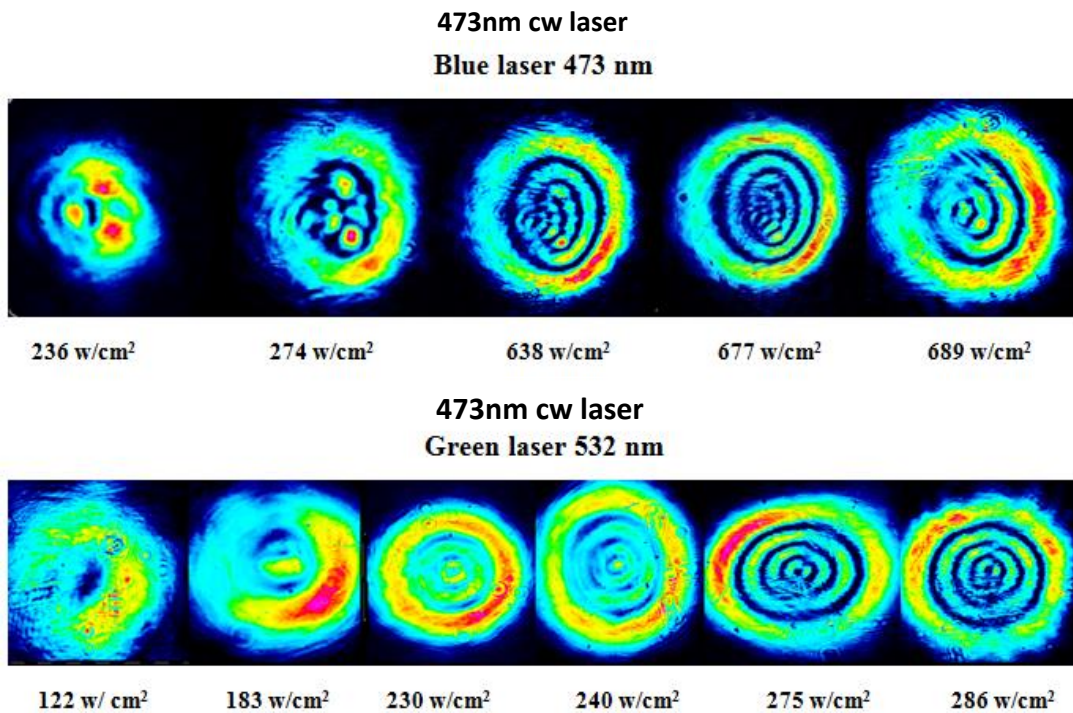 473nm cw laser
Blue laser 473 nm
236 w/cm² 274 w/cm² 638 w/cm² 677 w/cm² 689 w/cm²
473nm cw laser
Green laser 532 nm
122 w/ cm² 183 w/cm² 230 w/cm² 240 w/cm² 275 w/cm² 286 w/cm²